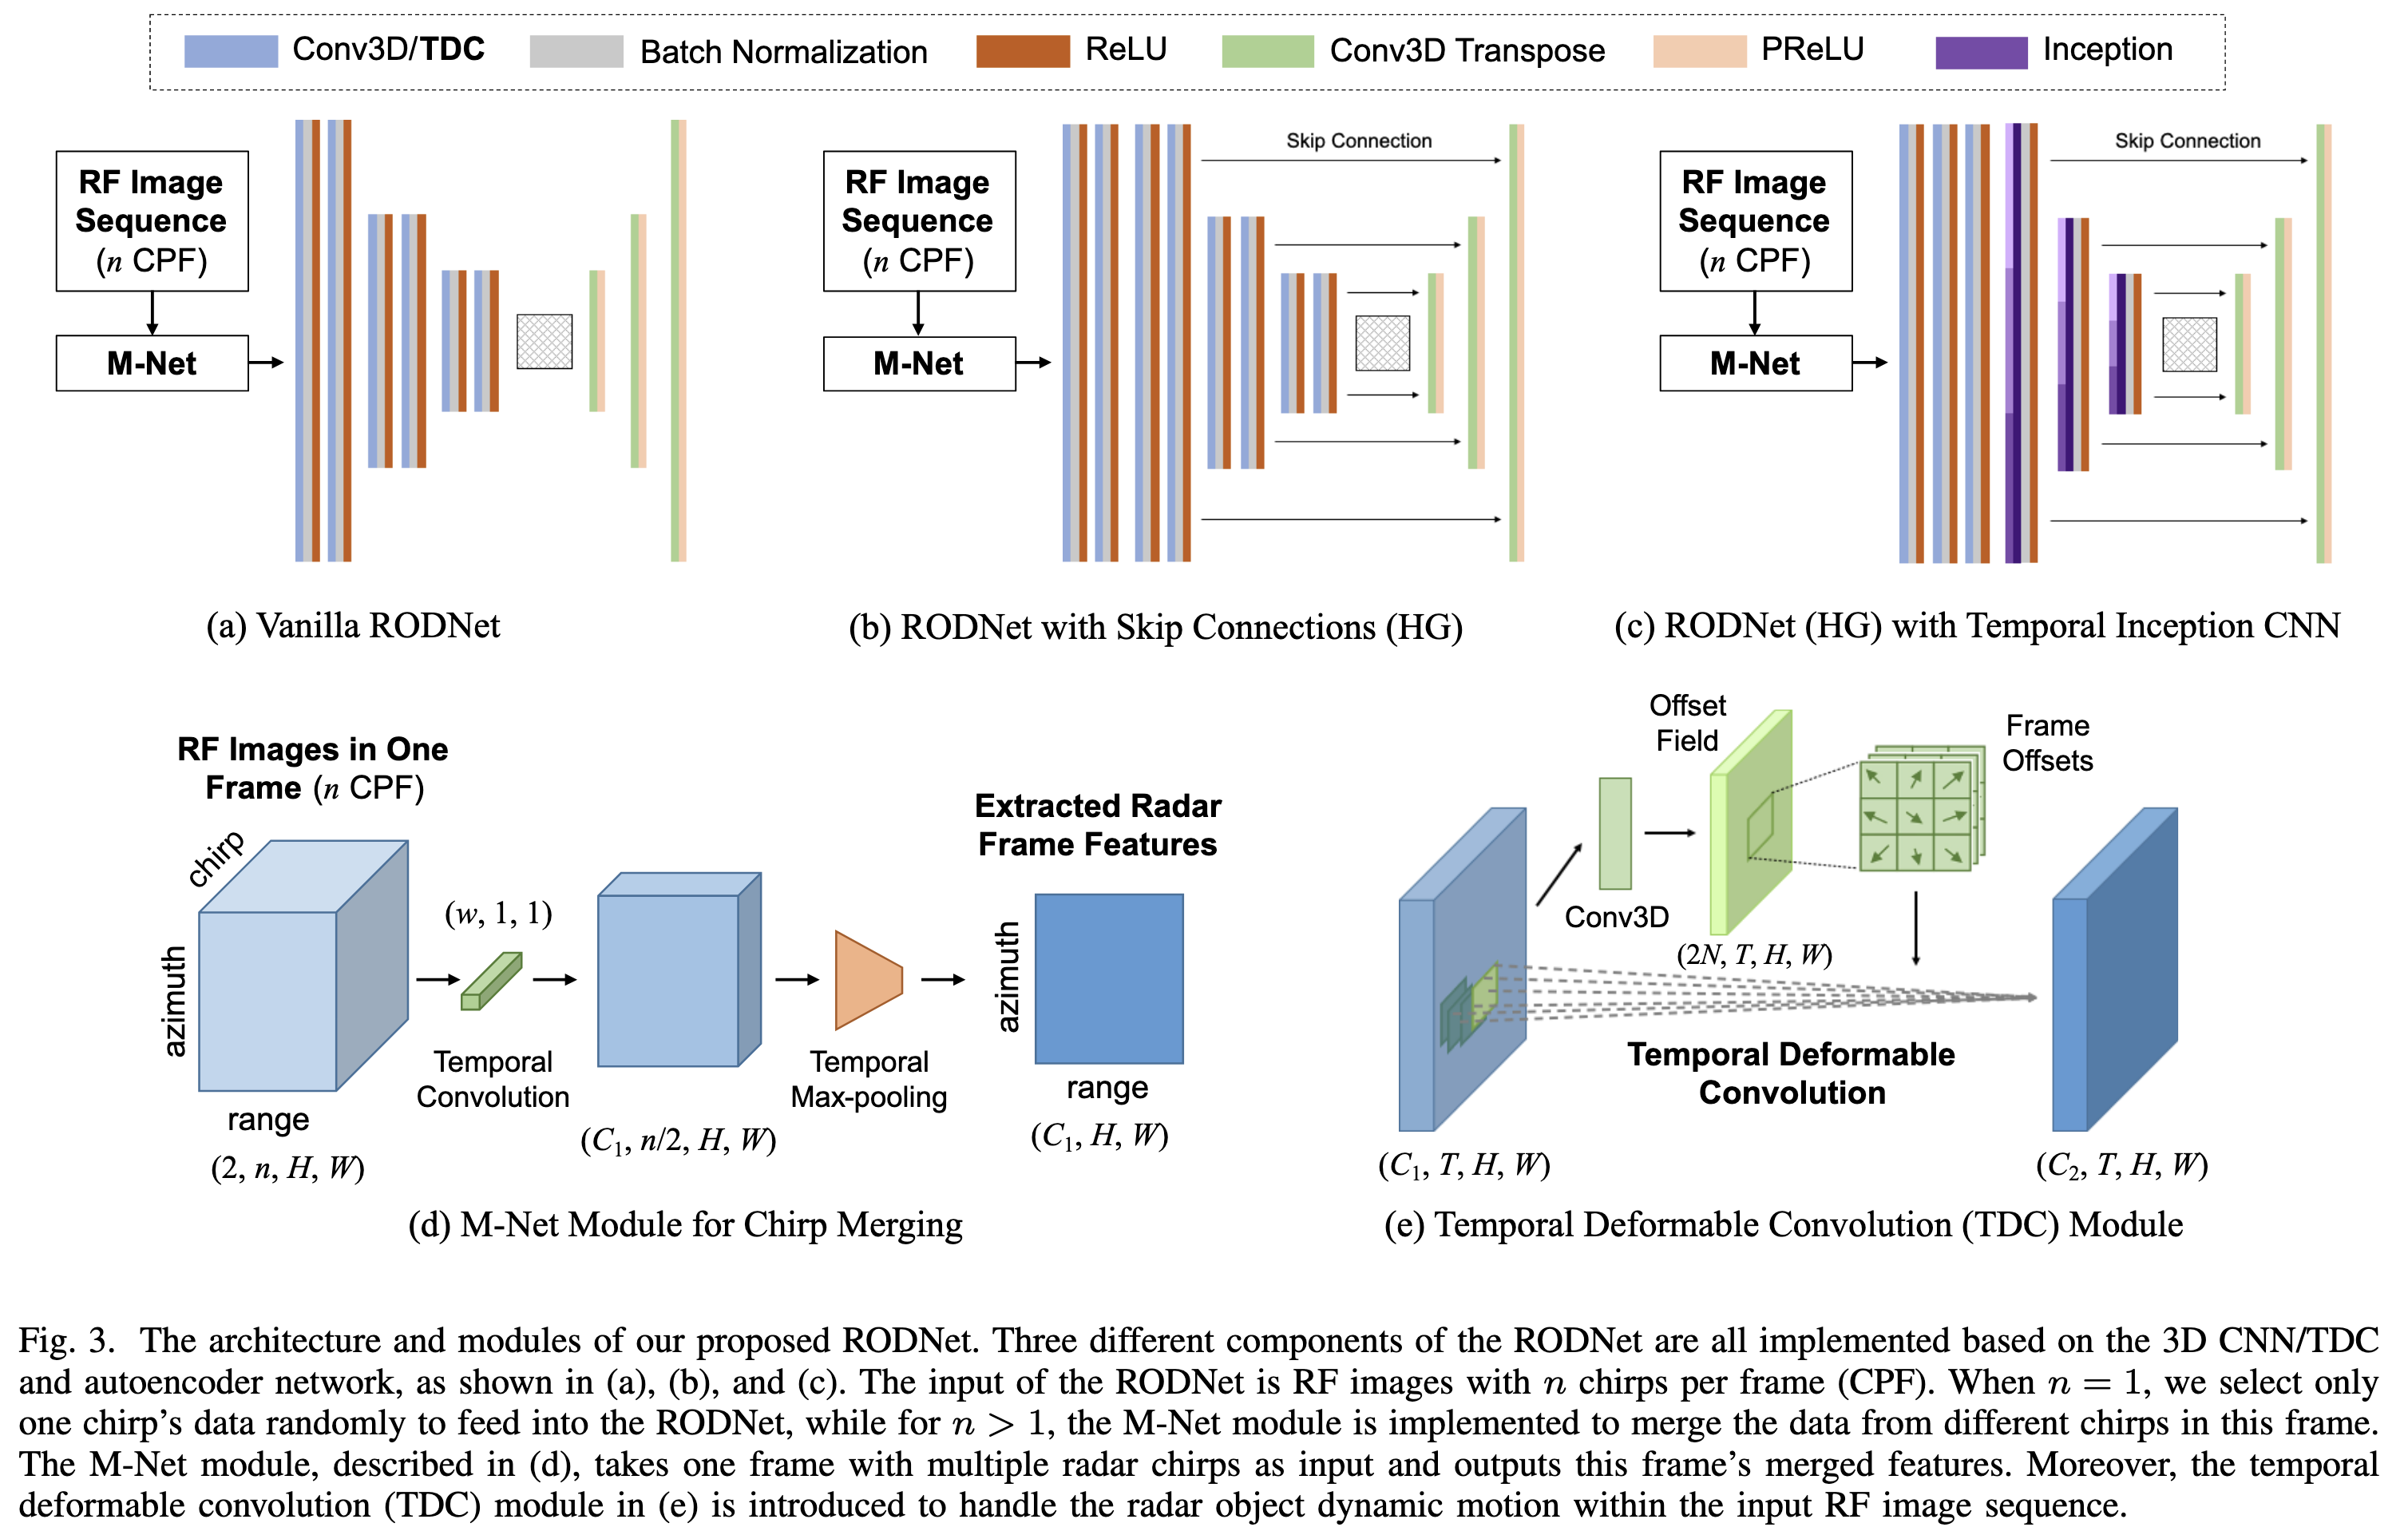 Conv3D/TDC
Batch Normalization
ReLU
Conv3D Transpose
PReLU
Inception
RF Image
Sequence
(n CPF)
M-Net
(a) Vanilla RODNet
RF Image
Sequence
(n CPF)
M-Net
Skip Connection
(b) RODNet with Skip Connections (HG)
RF Image
Sequence
(n CPF)
M-Net
Skip Connection
(c) RODNet (HG) with Temporal Inception CNN
RF Images in One
Frame (n CPF)
chirp
azimuth
range
(2, n, H, W)
(w, 1, 1)
Temporal
Convolution
(C₁, n/2, H, W)
Temporal
Max-pooling
Extracted Radar
Frame Features
azimuth
range
(C₁, H, W)
(d) M-Net Module for Chirp Merging
Offset
Field
Frame
Offsets
Conv3D
(2N, T, H, W)
Temporal Deformable
Convolution
(C₁, T, H, W)
(C₂, T, H, W)
(e) Temporal Deformable Convolution (TDC) Module
Fig. 3. The architecture and modules of our proposed RODNet. Three different components of the RODNet are all implemented based on the 3D CNN/TDC
and autoencoder network, as shown in (a), (b), and (c). The input of the RODNet is RF images with n chirps per frame (CPF). When n = 1, we select only
one chirp's data randomly to feed into the RODNet, while for n > 1, the M-Net module is implemented to merge the data from different chirps in this frame.
The M-Net module, described in (d), takes one frame with multiple radar chirps as input and outputs this frame's merged features. Moreover, the temporal
deformable convolution (TDC) module in (e) is introduced to handle the radar object dynamic motion within the input RF image sequence.